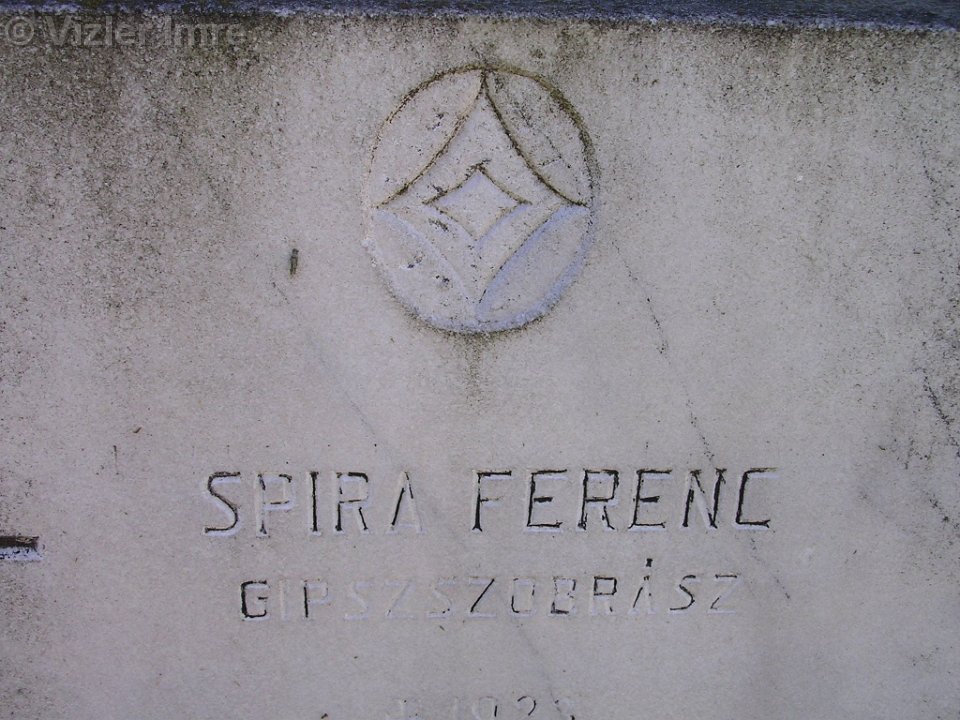 © Vizler Imre
SPIRA FERENC
GIPSZSZOBRÁSZ